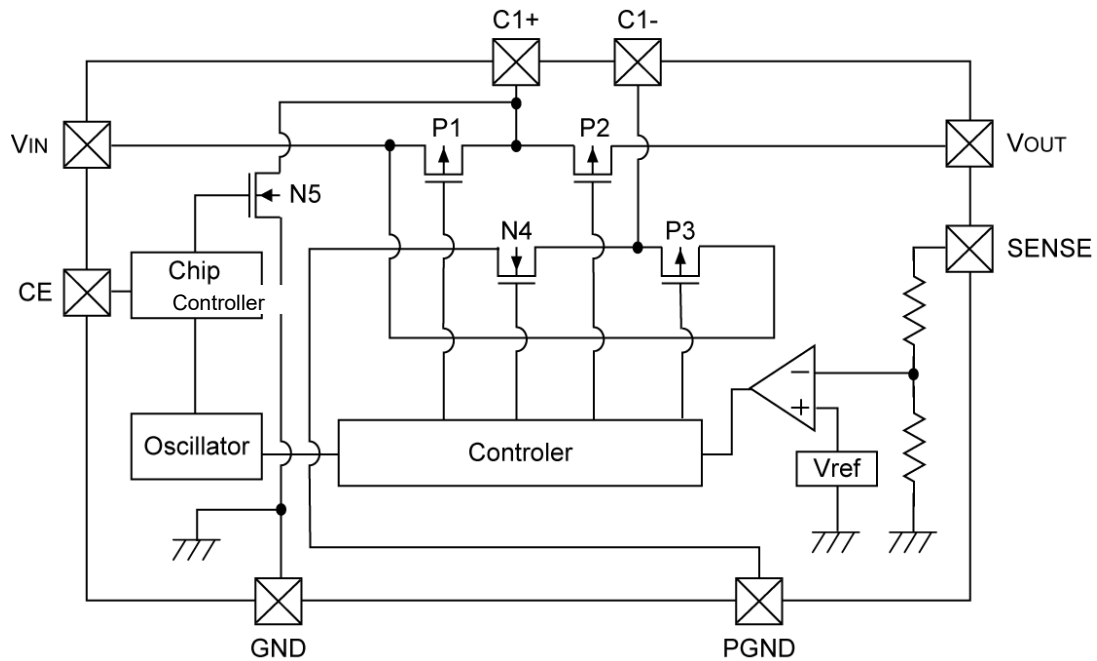 C1+
C1-
VIN
P1
P2
VOUT
N5
N4
P3
SENSE
CE
Chip
Controller
−
+
Oscillator
Controler
Vref
GND
PGND